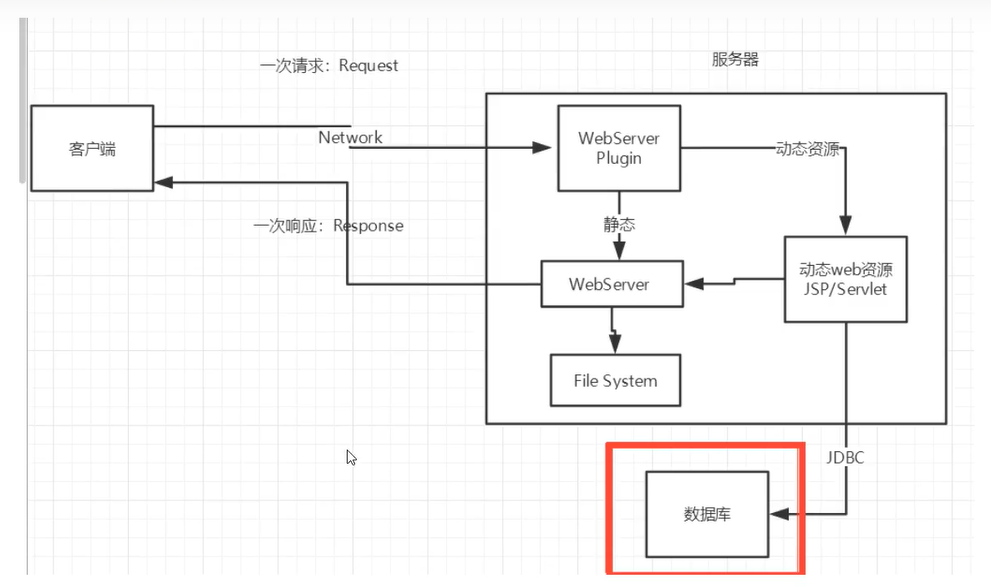 一次请求：Request
服务器
客户端
Network
WebServer
Plugin
动态资源
一次响应：Response
静态
WebServer
动态web资源
JSP/Servlet
File System
JDBC
数据库